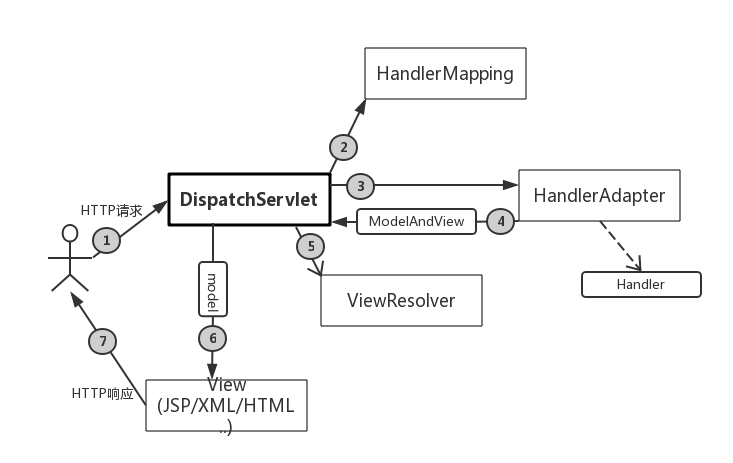 HandlerMapping
2
3
DispatchServlet
HandlerAdapter
HTTP请求
ModelAndView
4
1
5
model
Handler
ViewResolver
6
7
HTTP响应
View
(JSP/XML/HTML
..)